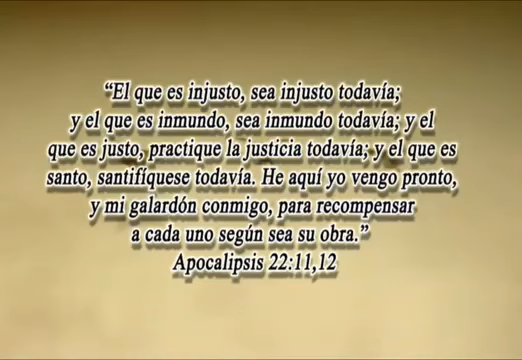 “El que es injusto, sea injusto todavía;
y el que es inmundo, sea inmundo todavía; y el
que es justo, practique la justicia todavía; y el que es
santo, santifíquese todavía. He aquí yo vengo pronto,
y mi galardón conmigo, para recompensar
a cada uno según sea su obra.”
Apocalipsis 22:11,12